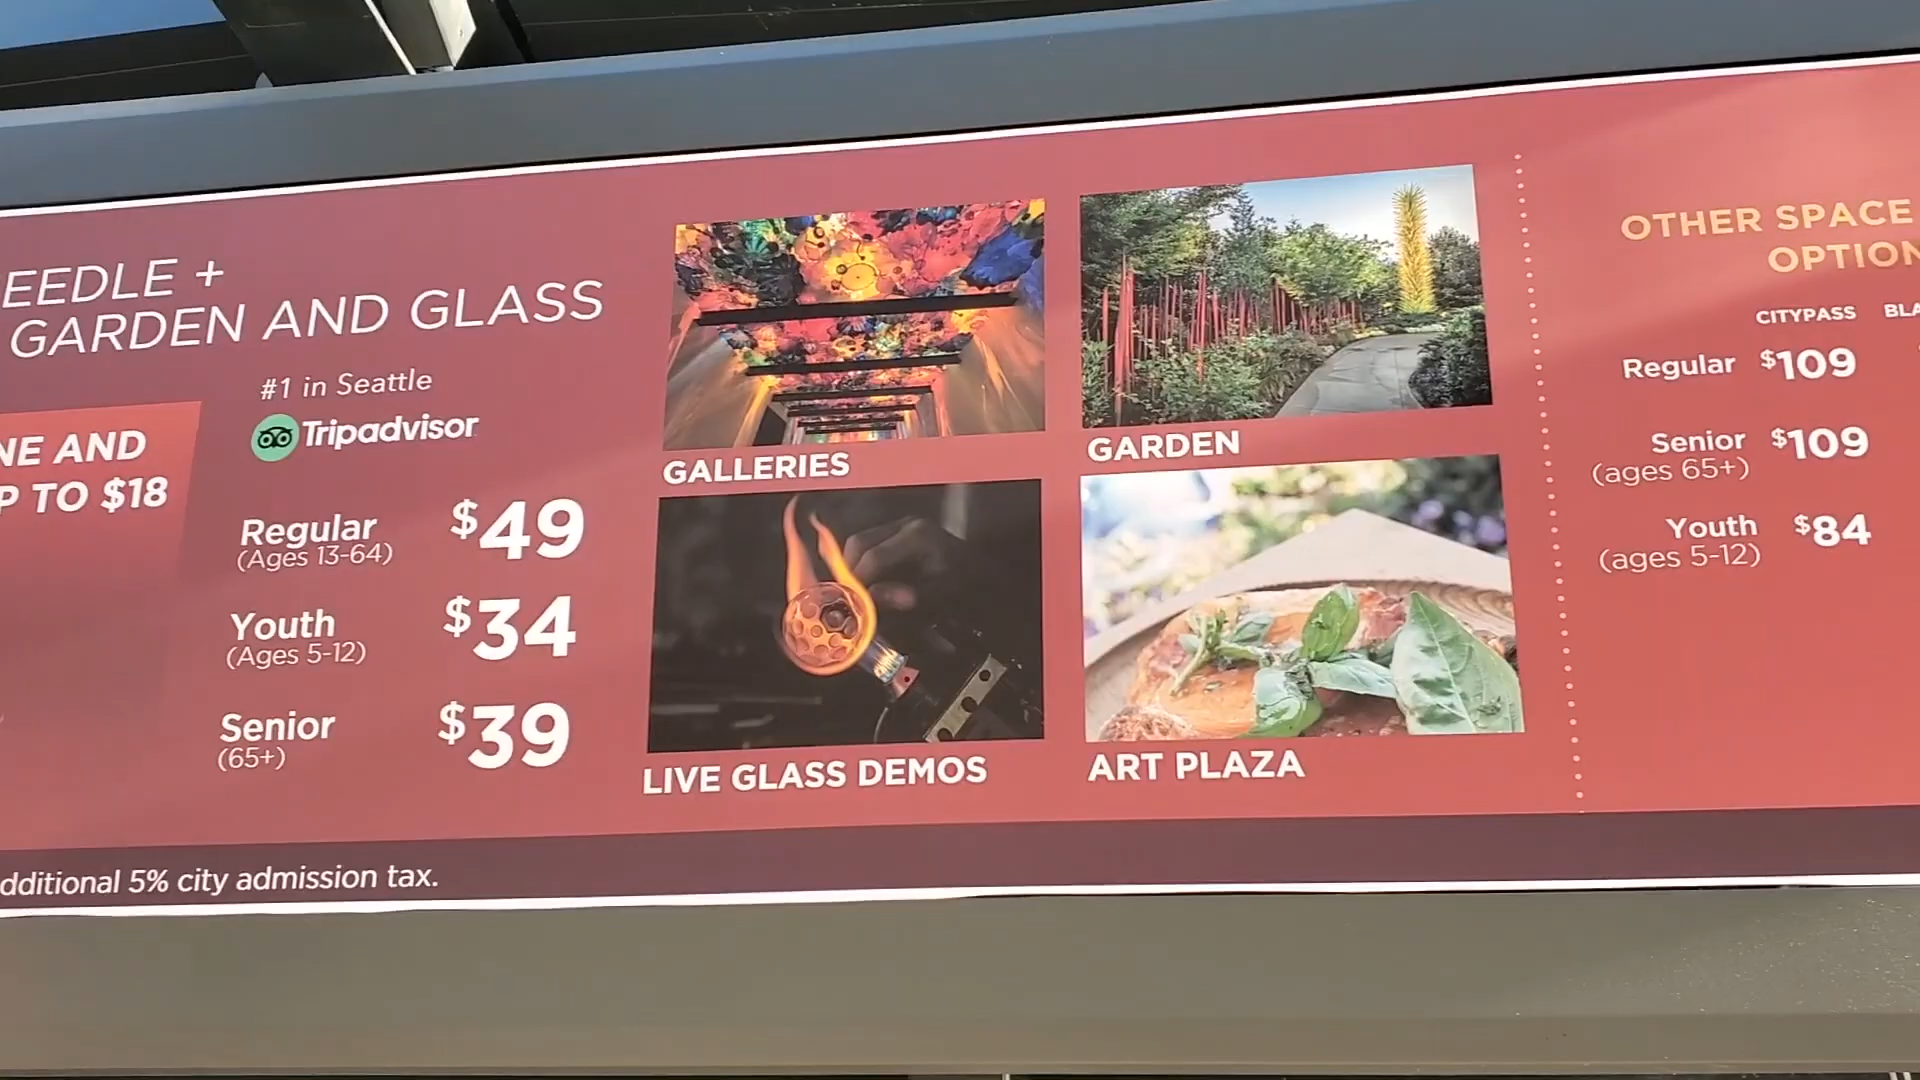 EEDLE +
GARDEN AND GLASS
#1 in Seattle
Tripadvisor
NE AND
P TO $18
Regular $49
(Ages 13-64)
Youth $34
(Ages 5-12)
Senior $39
(65+)
GALLERIES
GARDEN
LIVE GLASS DEMOS
ART PLAZA
OTHER SPACE
OPTION
CITYPASS BLA
Regular $109
Senior $109
(ages 65+)
Youth $84
(ages 5-12)
dditional 5% city admission tax.